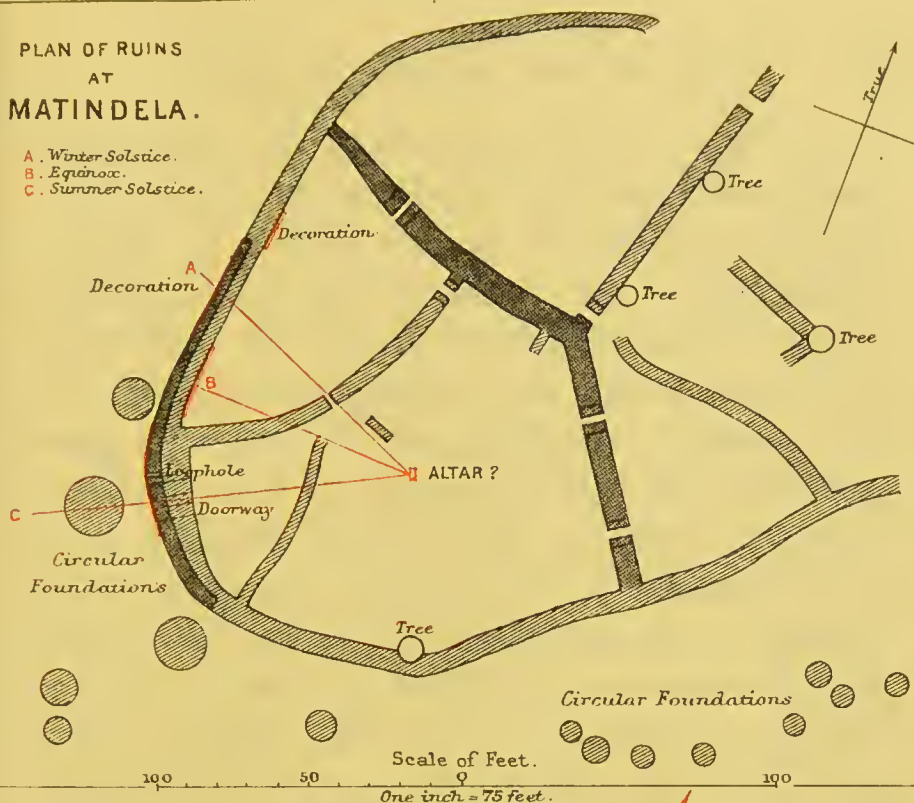 PLAN OF RUINS
AT
MATINDELA.
A. Winter Solstice.
B. Equinox.
C. Summer Solstice.
True
Tree
Decoration
A
Decoration
Tree
Tree
B
Loophole
ALTAR ?
C
Doorway
Circular
Foundations
Tree
Circular Foundations
Scale of Feet.
100 50 0 100
One inch = 75 feet.